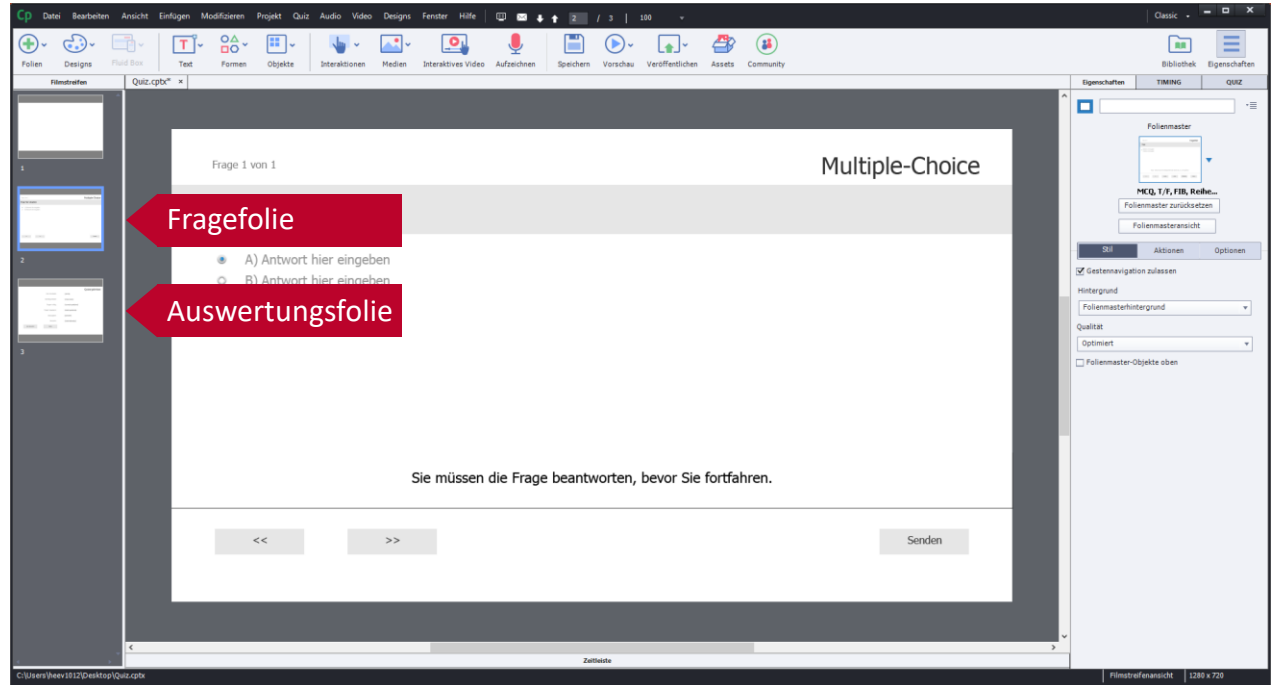 Cp Datei Bearbeiten Ansicht Einfügen Modifizieren Projekt Quiz Audio Video Designs Fenster Hilfe 2 / 3 100 Classic
Folien Designs Fluid Box Text Formen Objekte Interaktionen Medien Interaktives Video Aufzeichnen Speichern Vorschau Veröffentlichen Assets Community Bibliothek Eigenschaften
Filmstreifen Quiz.cptx* × Eigenschaften TIMING QUIZ
1
2
3
Frage 1 von 1 Multiple-Choice
Fragefolie
A) Antwort hier eingeben
B) Antwort hier eingeben
Auswertungsfolie
Sie müssen die Frage beantworten, bevor Sie fortfahren.
<< >> Senden
Folienmaster
MCQ, T/F, FIB, Reihe...
Folienmaster zurücksetzen
Folienmasteransicht
Stil Aktionen Optionen
Gestennavigation zulassen
Hintergrund
Folienmasterhintergrund
Qualität
Optimiert
Folienmaster-Objekte oben
Zeitleiste
C:\Users\heev1012\Desktop\Quiz.cptx Filmstreifenansicht 1280 x 720